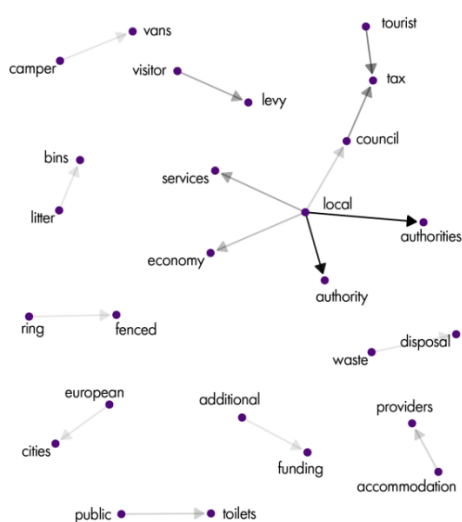 tourist
vans
camper
visitor
tax
levy
council
bins
services
litter
local
authorities
economy
authority
ring
fenced
disposal
waste
european
additional
providers
cities
funding
accommodation
public
toilets